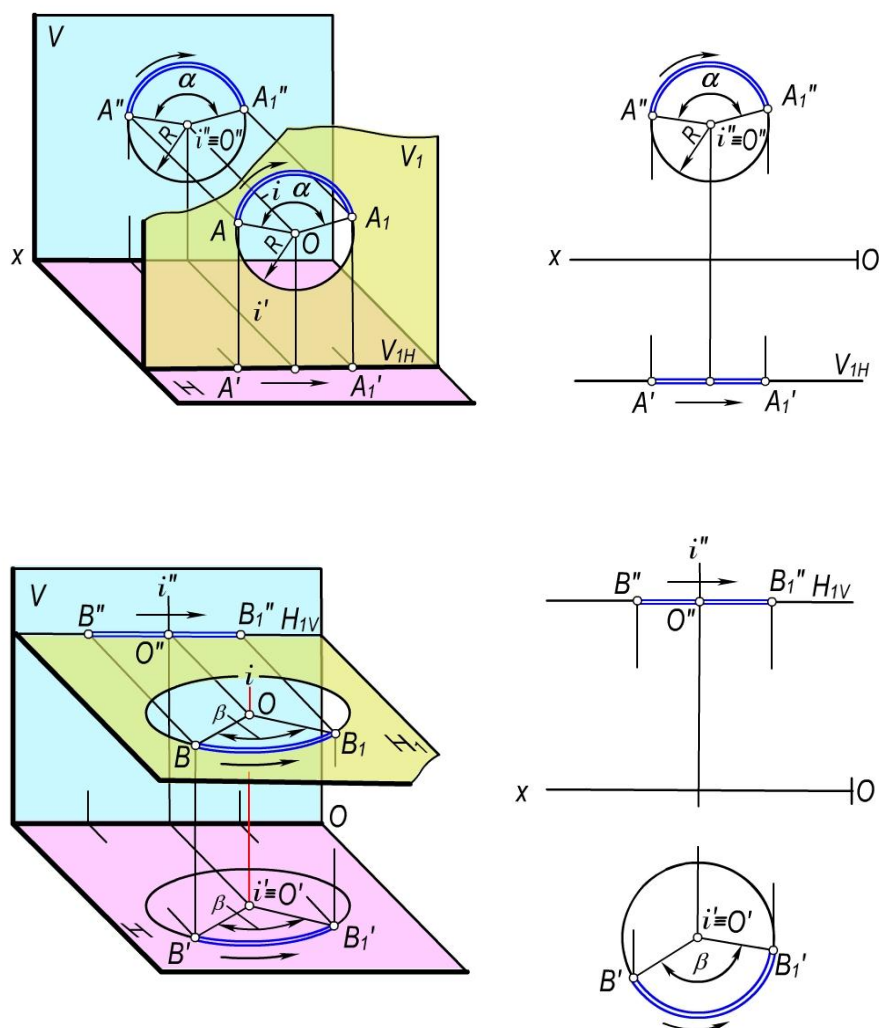 V
α
A"
A₁"
R
i"≡O"
V₁
i
α
A
A₁
R
O
x
i'
V₁H
H
A'
A₁'
α
A"
A₁"
R
i"≡O"
x
O
V₁H
A'
A₁'
V
i"
B"
B₁"
O"
i
O
β
B
B₁
H₁
O
i'≡O'
β
H
B'
B₁'
i"
B"
B₁"
H₁V
O"
x
O
i'≡O'
B'
β
B₁'
H₁V